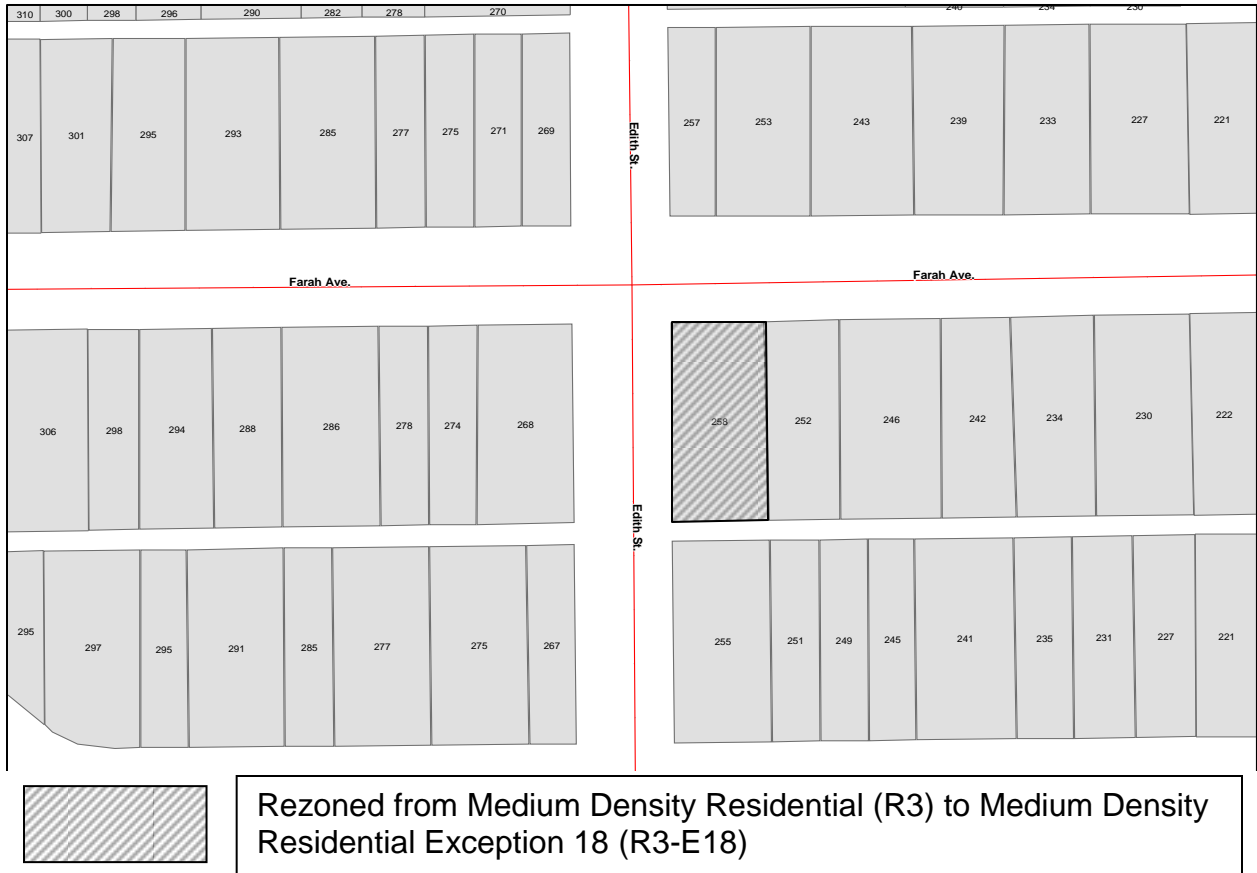 310 300 298 296 290 282 278 270
240 234 230
307 301 295 293 285 277 275 271 269
Edith St.
257 253 243 239 233 227 221
Farah Ave.
Farah Ave.
306 298 294 288 286 278 274 268
258 252 246 242 234 230 222
Edith St.
295 297 295 291 285 277 275 267
255 251 249 245 241 235 231 227 221
Rezoned from Medium Density Residential (R3) to Medium Density
Residential Exception 18 (R3-E18)